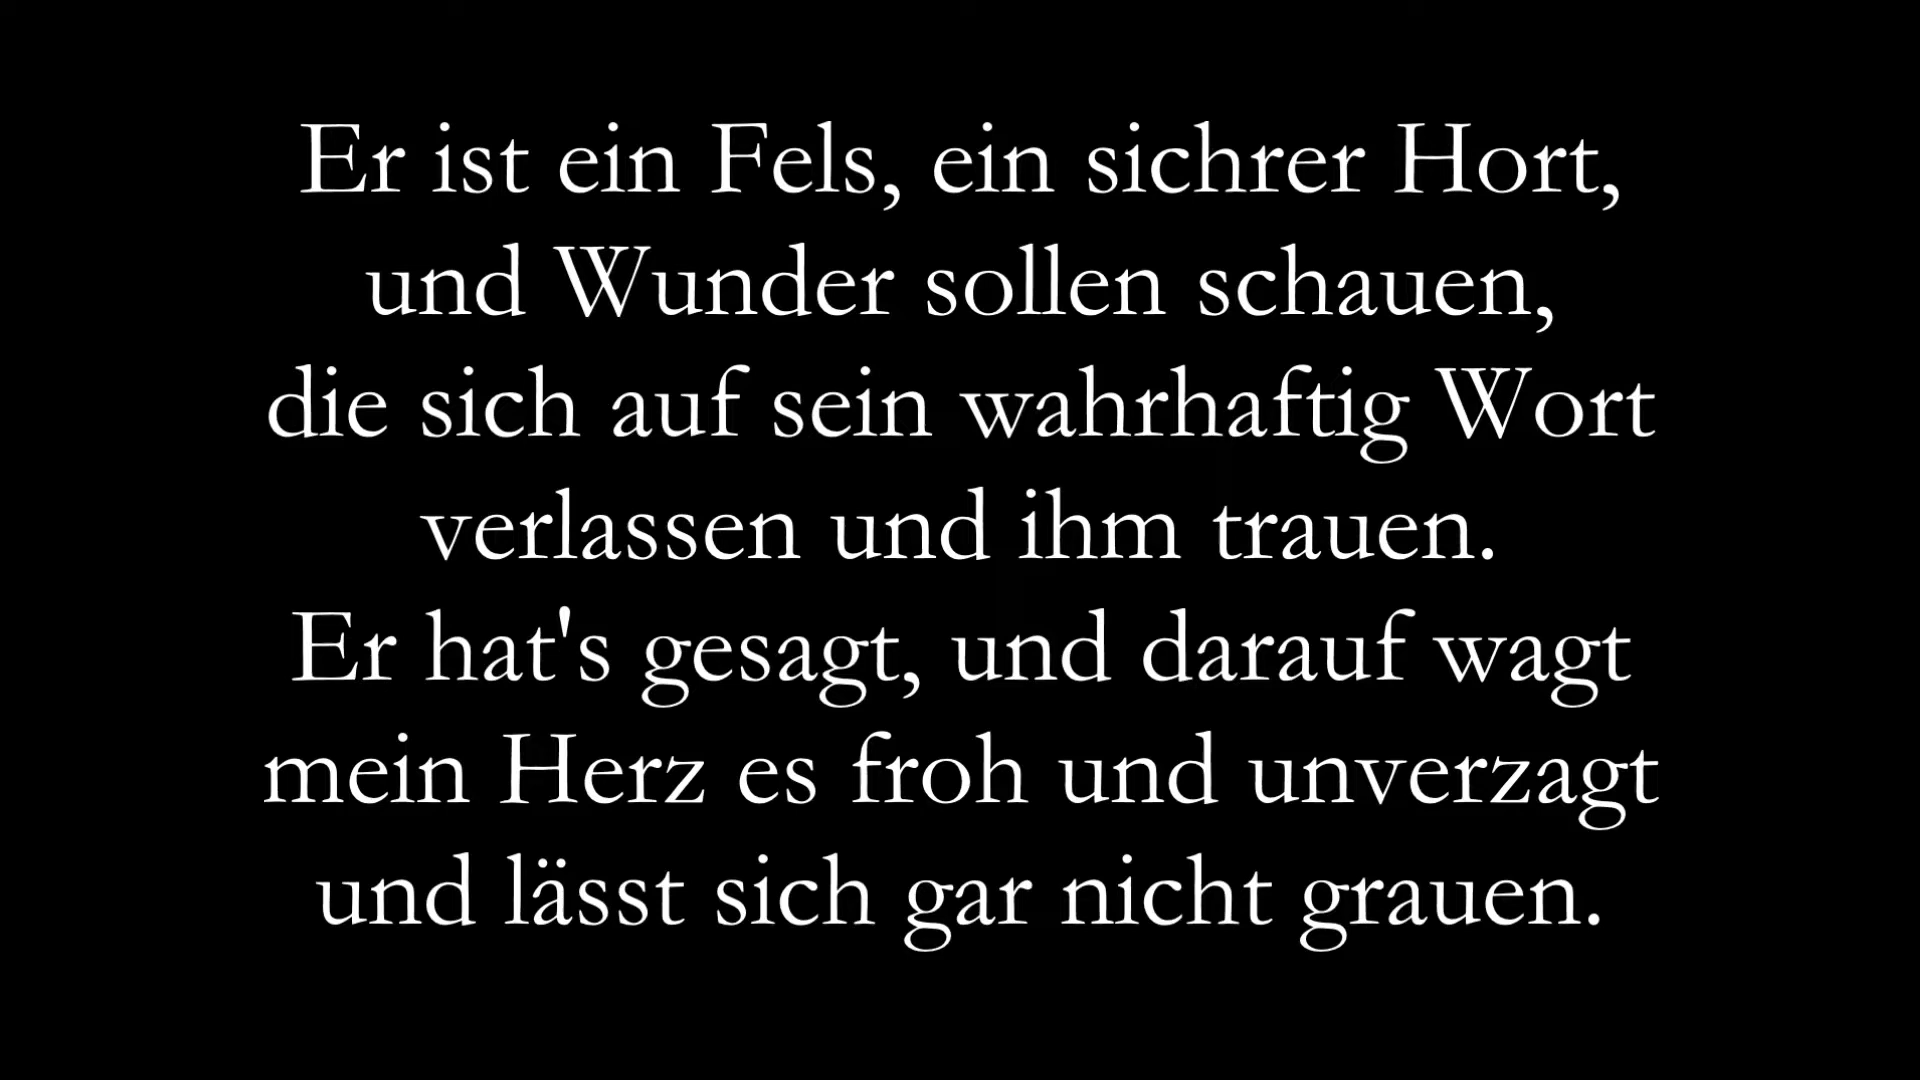 Er ist ein Fels, ein sichrer Hort,
und Wunder sollen schauen,
die sich auf sein wahrhaftig Wort
verlassen und ihm trauen.
Er hat's gesagt, und darauf wagt
mein Herz es froh und unverzagt
und lässt sich gar nicht grauen.